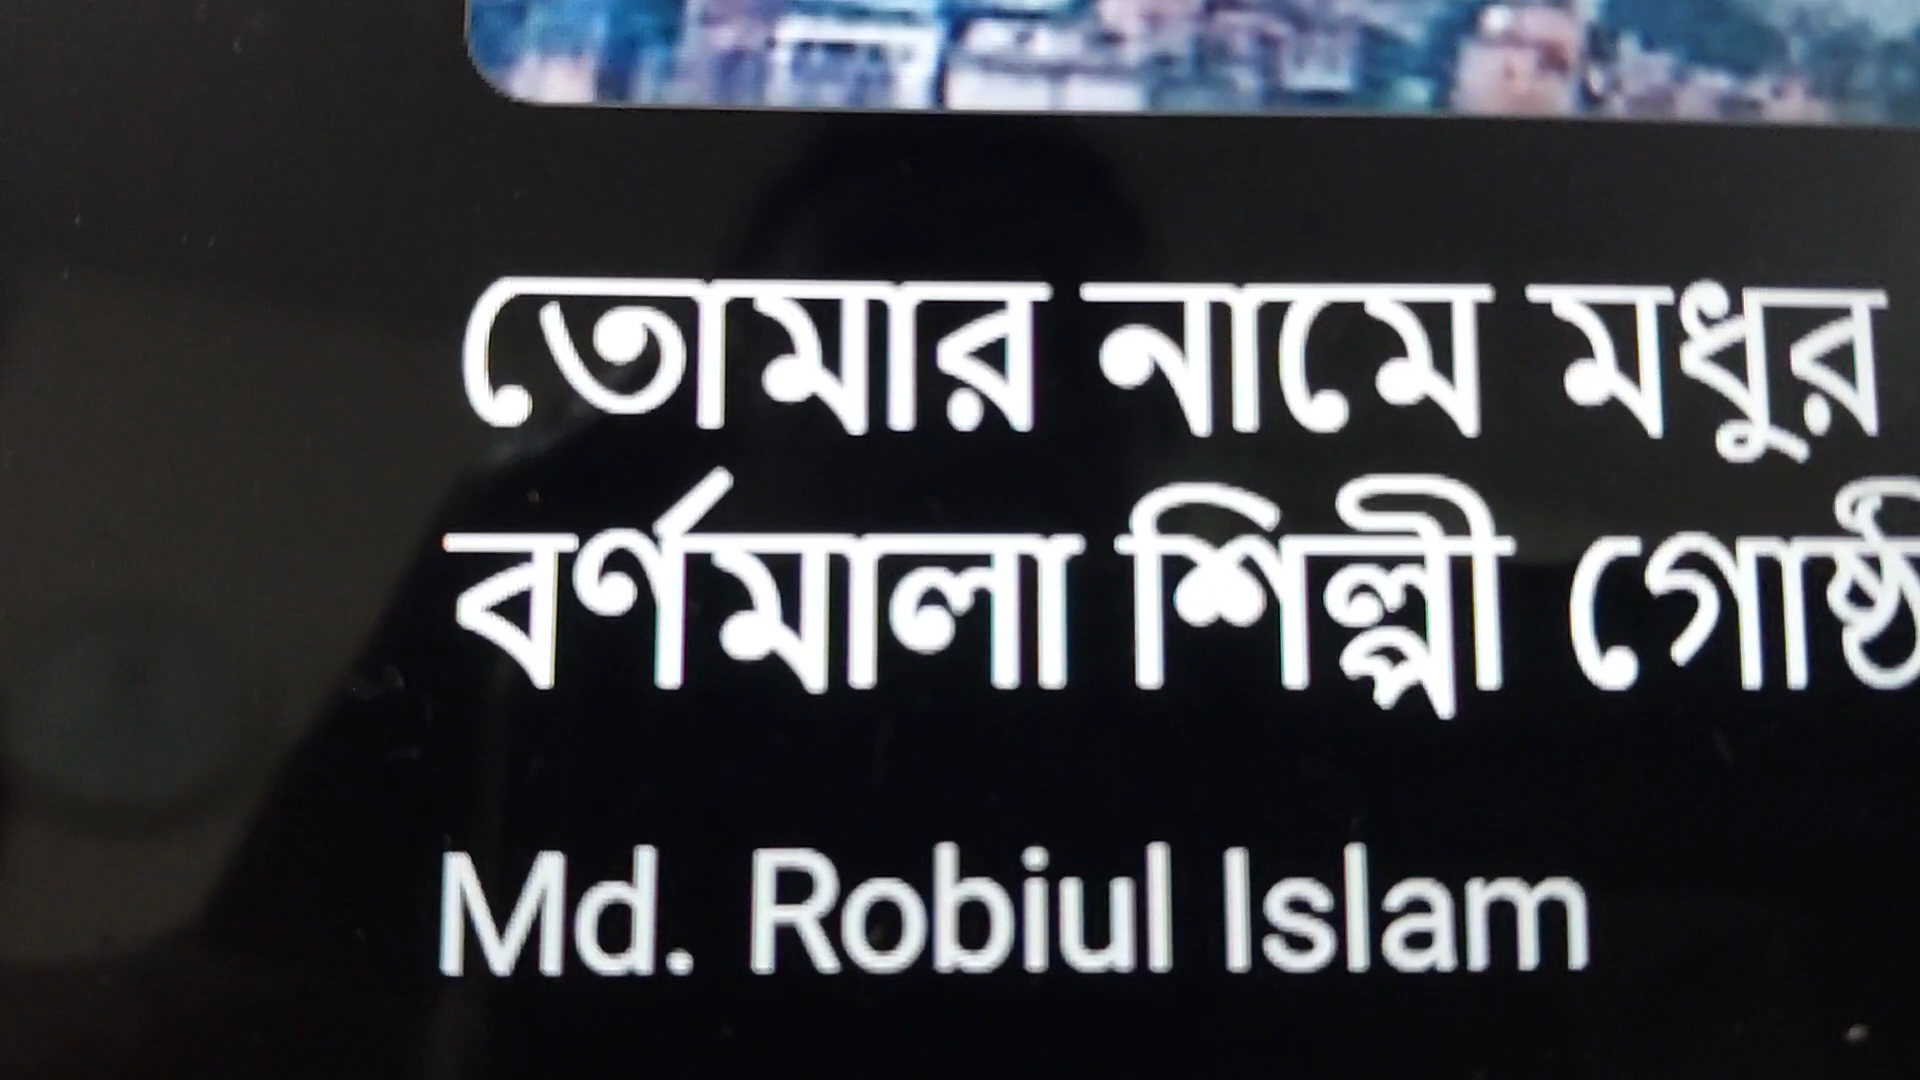 তোমার নামে মধুর
বর্ণমালা শিল্পী গোষ্ঠী
Md. Robiul Islam